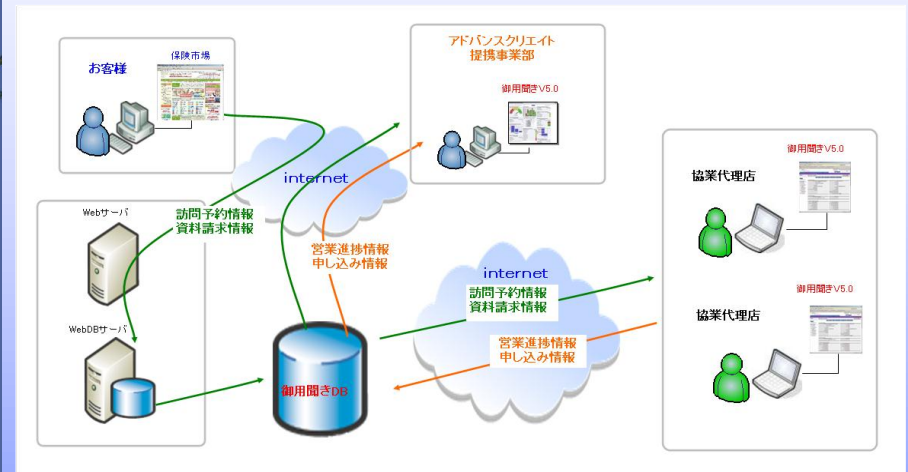 保険市場
お客様
アドバンスクリエイト
提携事業部
御用聞きV5.0
internet
御用聞きV5.0
協業代理店
Webサーバ
訪問予約情報
資料請求情報
営業進捗情報
申し込み情報
internet
訪問予約情報
資料請求情報
御用聞きV5.0
協業代理店
WebDBサーバ
営業進捗情報
申し込み情報
御用聞きDB